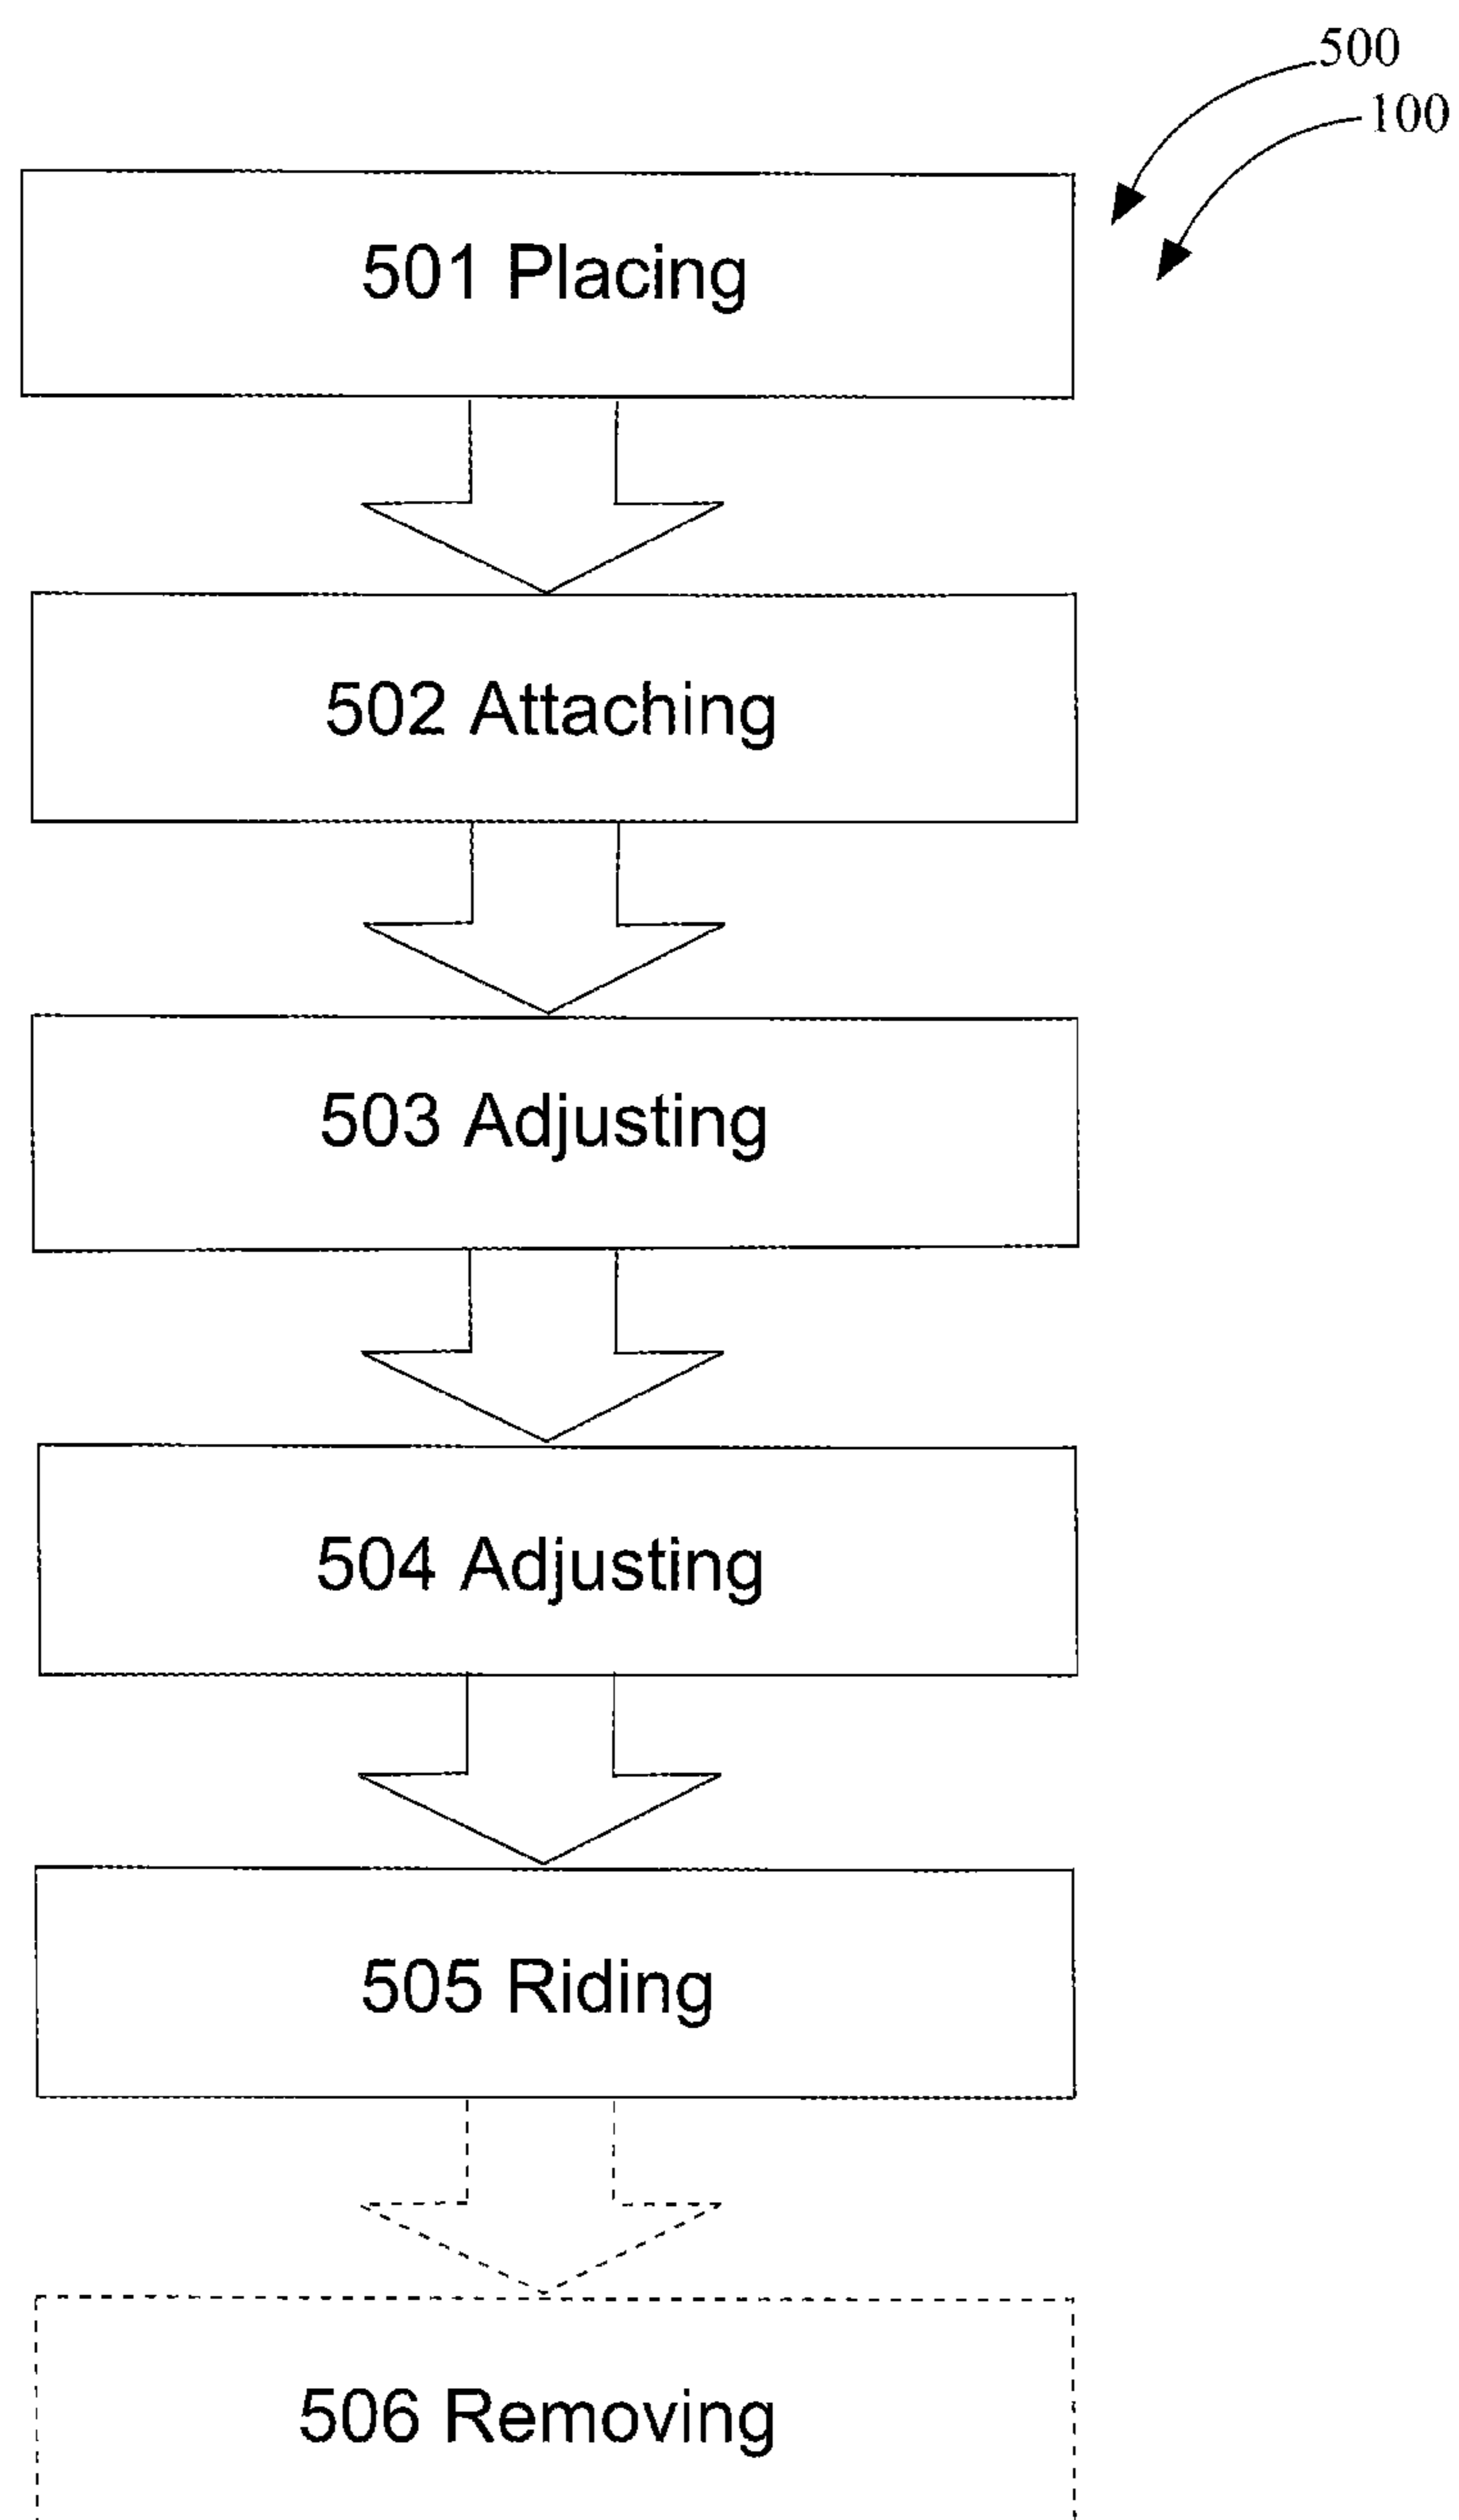 500
100
501 Placing
502 Attaching
503 Adjusting
504 Adjusting
505 Riding
506 Removing